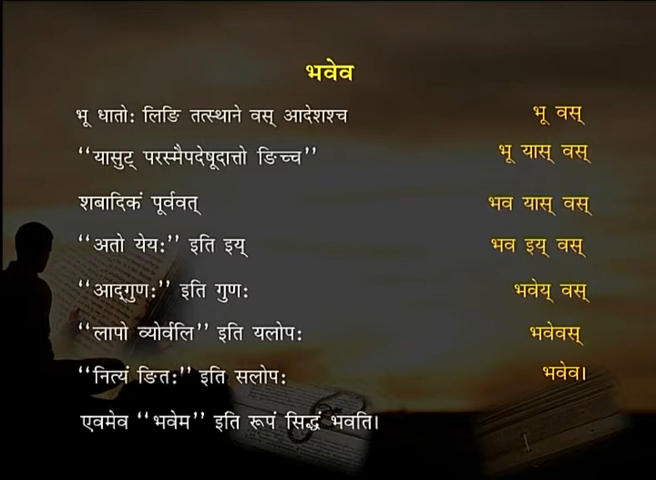 भवेव
भू धातो: लिङि तत्स्थाने वस् आदेशश्च भू वस्
“यासुट् परस्मैपदेषूदात्तो ङिच्च” भू यास् वस्
शबादिकं पूर्ववत् भव यास् वस्
“अतो येय:” इति इय् भव इय् वस्
“आद्‌गुण:” इति गुण: भवेय् वस्
“लापो व्योर्वलि” इति यलोप: भवेवस्
“नित्यं ङित:” इति सलोप: भवेव।
एवमेव “भवेम” इति रूपं सिद्धं भवति।